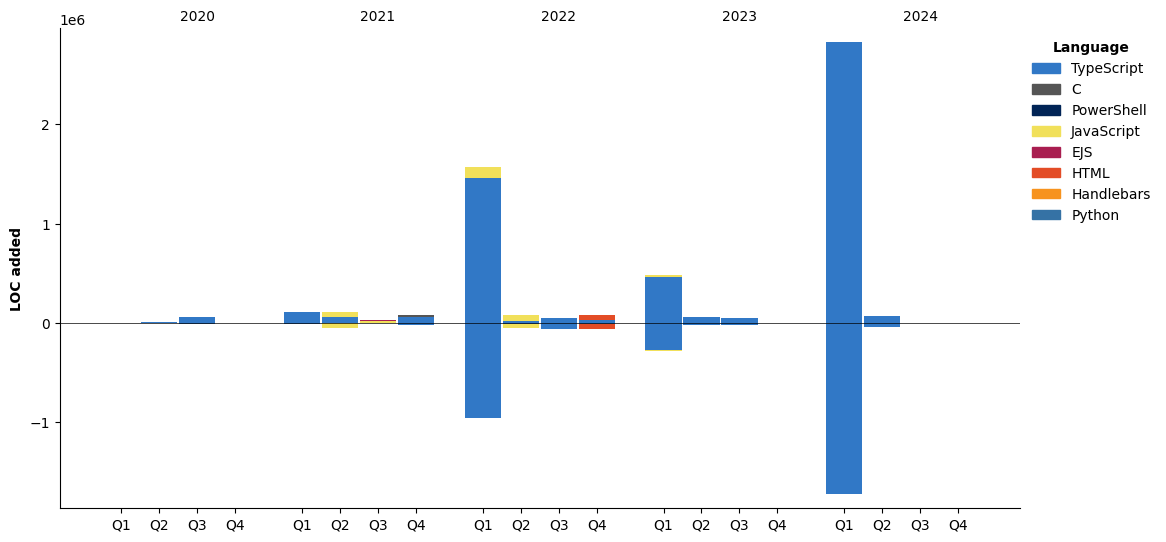 1e6
2020 2021 2022 2023 2024
Language
TypeScript
C
PowerShell
JavaScript
EJS
HTML
Handlebars
Python
LOC added
2
1
0
−1
Q1 Q2 Q3 Q4 Q1 Q2 Q3 Q4 Q1 Q2 Q3 Q4 Q1 Q2 Q3 Q4 Q1 Q2 Q3 Q4